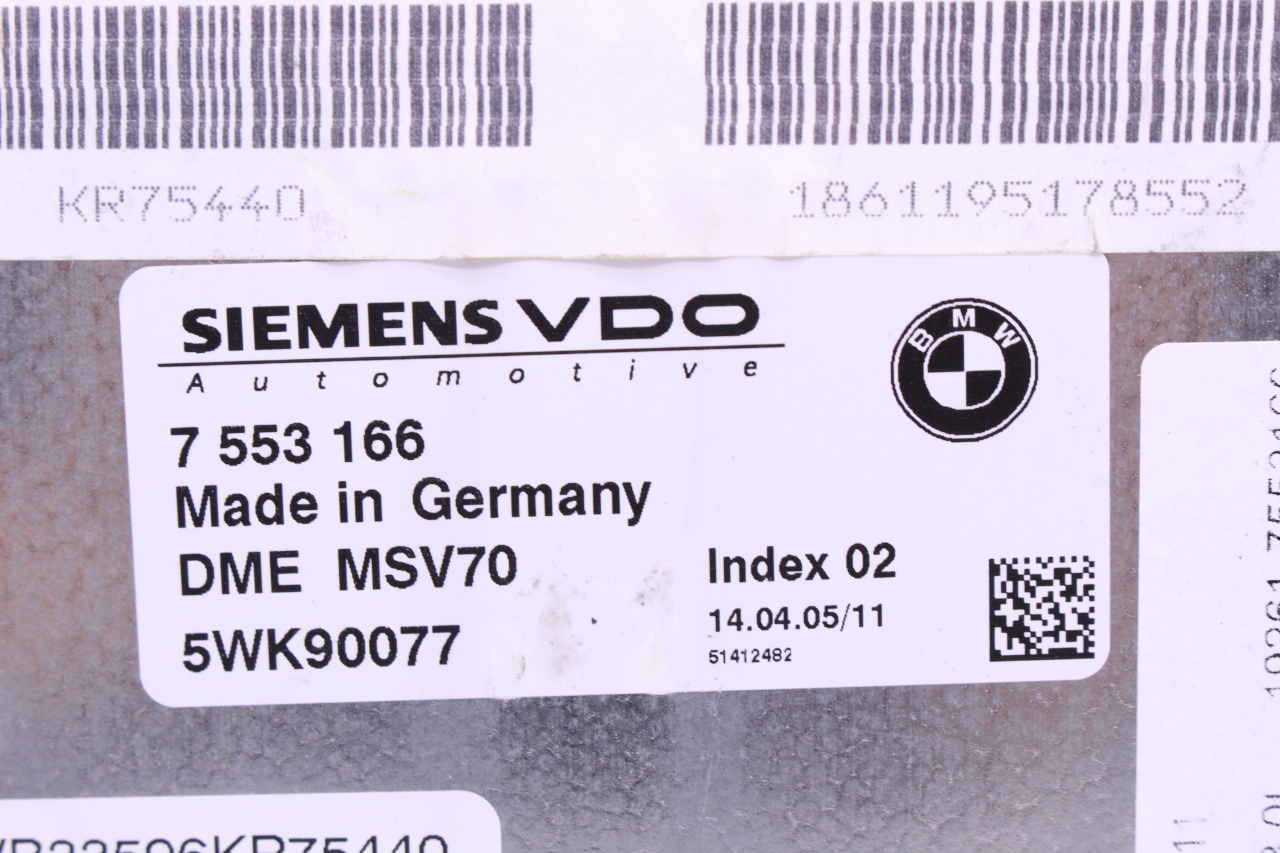 KR75440
1861195178552
SIEMENS VDO
Automotive
BMW
7 553 166
Made in Germany
DME MSV70
5WK90077
Index 02
14.04.05/11
51412482